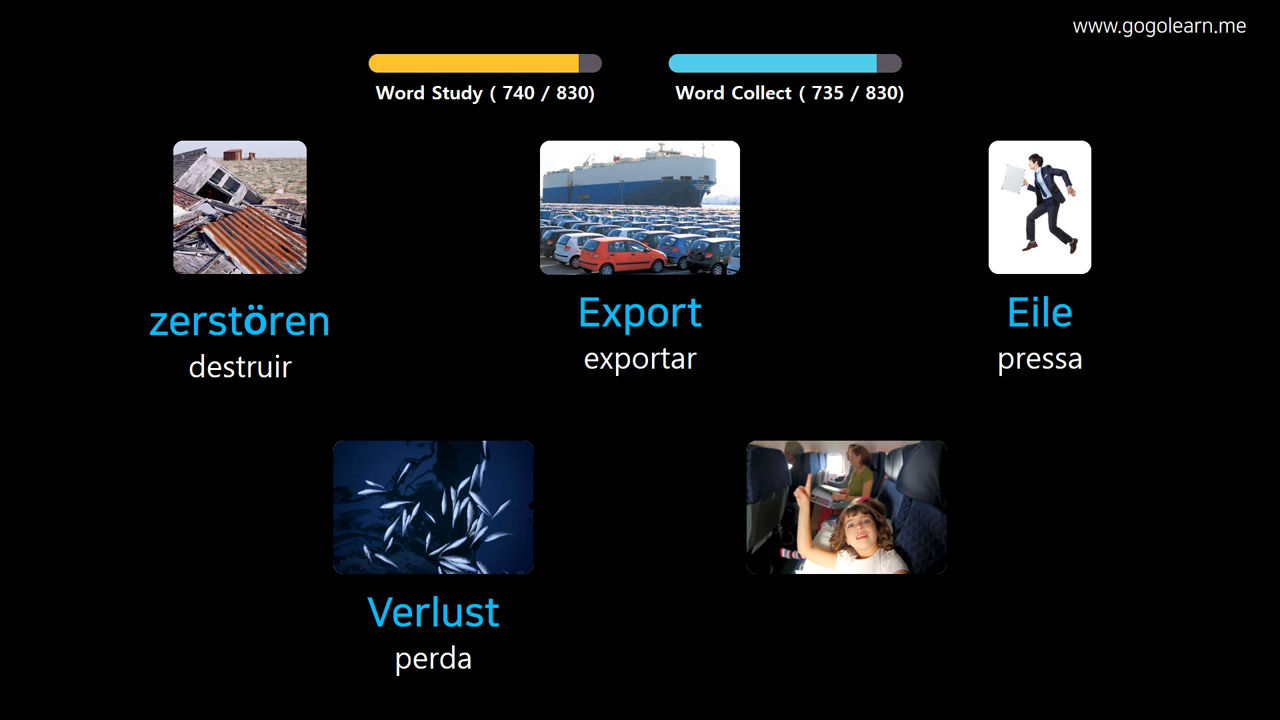 www.gogolearn.me
Word Study ( 740 / 830)
Word Collect ( 735 / 830)
zerstören
destruir
Export
exportar
Eile
pressa
Verlust
perda